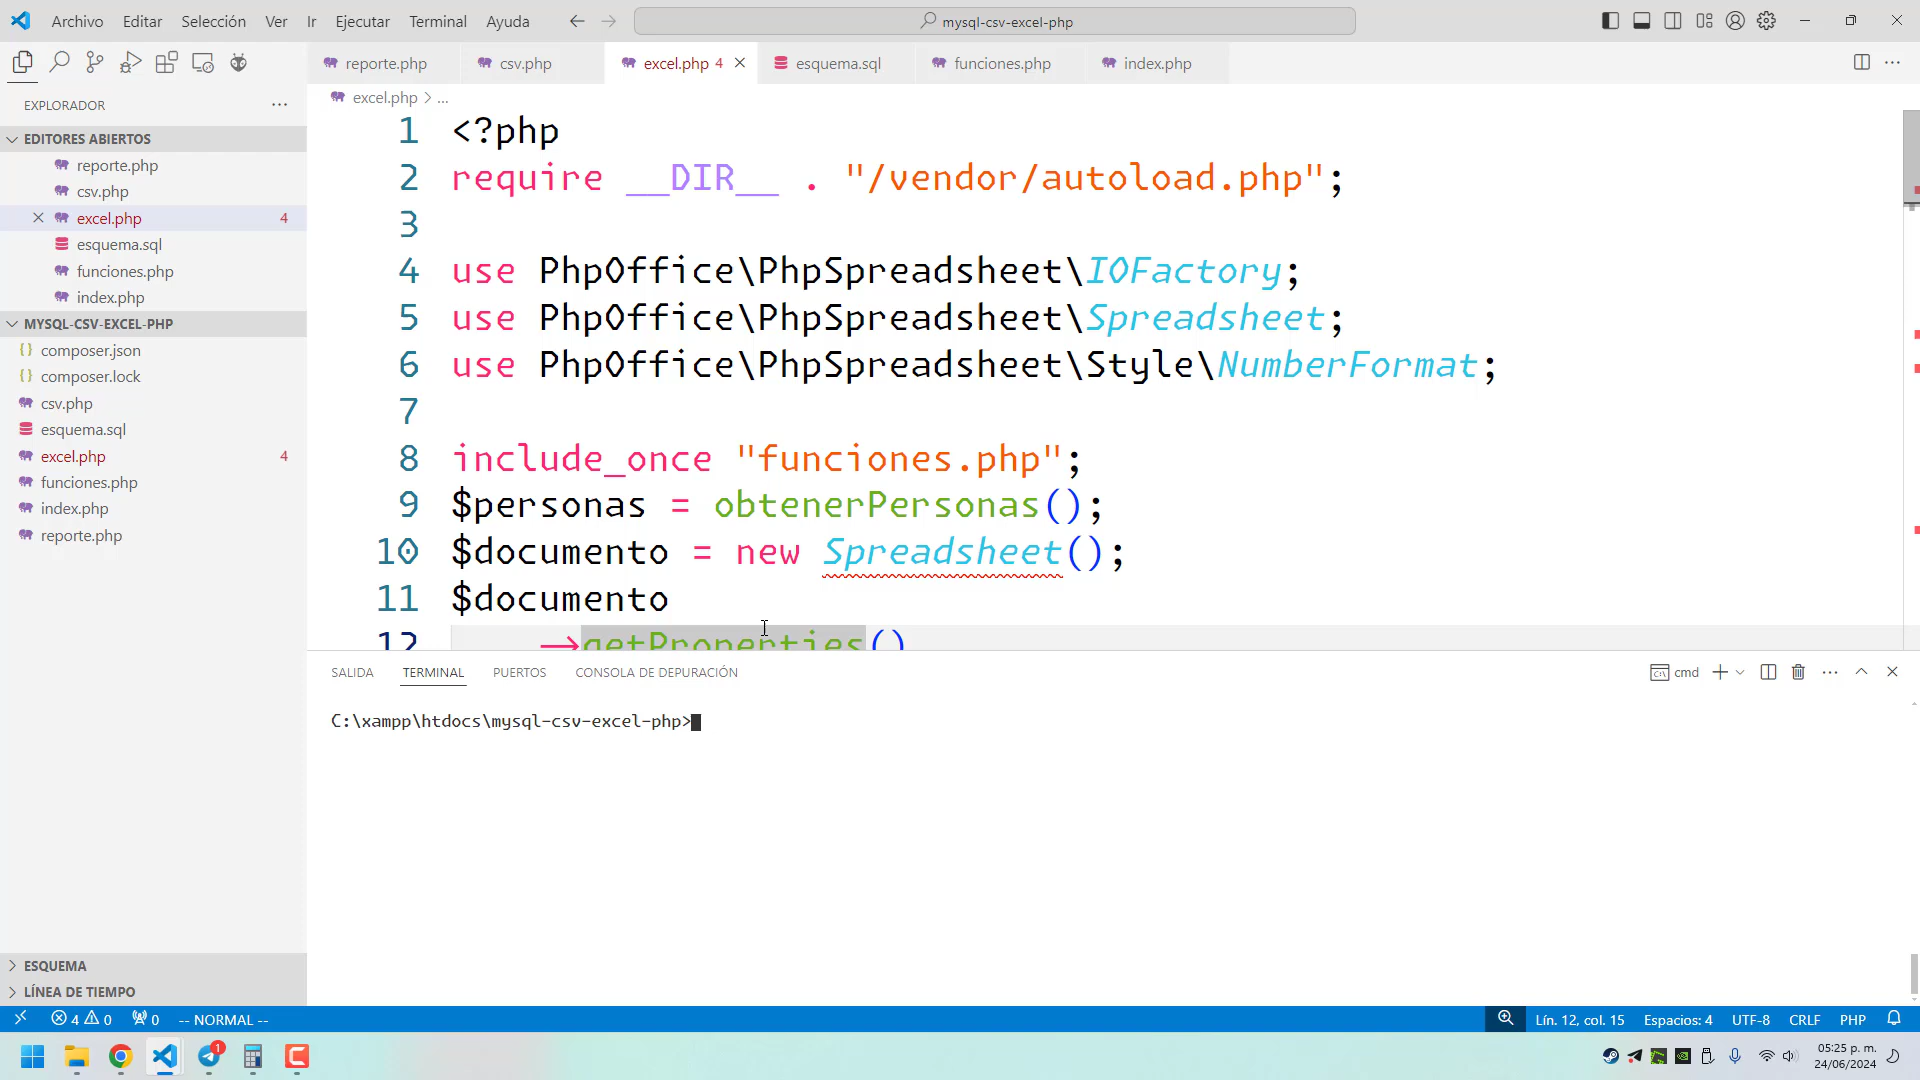 Archivo Editar Selección Ver Ir Ejecutar Terminal Ayuda mysql-csv-excel-php
reporte.php csv.php excel.php 4 esquema.sql funciones.php index.php
EXPLORADOR
excel.php > ...
EDITORES ABIERTOS
reporte.php
csv.php
excel.php 4
esquema.sql
funciones.php
index.php
MYSQL-CSV-EXCEL-PHP
composer.json
composer.lock
csv.php
esquema.sql
excel.php 4
funciones.php
index.php
reporte.php
ESQUEMA
LÍNEA DE TIEMPO
1 <?php
2 require __DIR__ . "/vendor/autoload.php";
3
4 use PhpOffice\PhpSpreadsheet\IOFactory;
5 use PhpOffice\PhpSpreadsheet\Spreadsheet;
6 use PhpOffice\PhpSpreadsheet\Style\NumberFormat;
7
8 include_once "funciones.php";
9 $personas = obtenerPersonas();
10 $documento = new Spreadsheet();
11 $documento
12 ->getProperties()
SALIDA TERMINAL PUERTOS CONSOLA DE DEPURACIÓN cmd
C:\xampp\htdocs\mysql-csv-excel-php>
4 0 0 -- NORMAL -- Lín. 12, col. 15 Espacios: 4 UTF-8 CRLF PHP
1
05:25 p. m.
24/06/2024